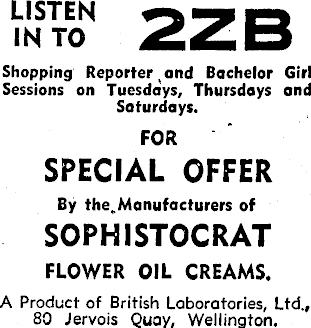 LISTEN
IN TO 2ZB
Shopping Reporter and Bachelor Girl
Sessions on Tuesdays, Thursdays and
Saturdays.
FOR
SPECIAL OFFER
By the Manufacturers of
SOPHISTOCRAT
FLOWER OIL CREAMS.
A Product of British Laboratories, Ltd.,
80 Jervois Quay, Wellington.